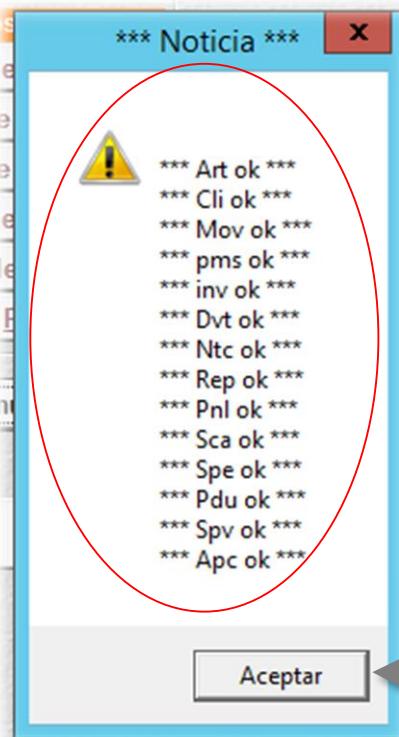 *** Noticia ***
x
*** Art ok ***
*** Cli ok ***
*** Mov ok ***
*** pms ok ***
*** inv ok ***
*** Dvt ok ***
*** Ntc ok ***
*** Rep ok ***
*** Pnl ok ***
*** Sca ok ***
*** Spe ok ***
*** Pdu ok ***
*** Spv ok ***
*** Apc ok ***
Aceptar